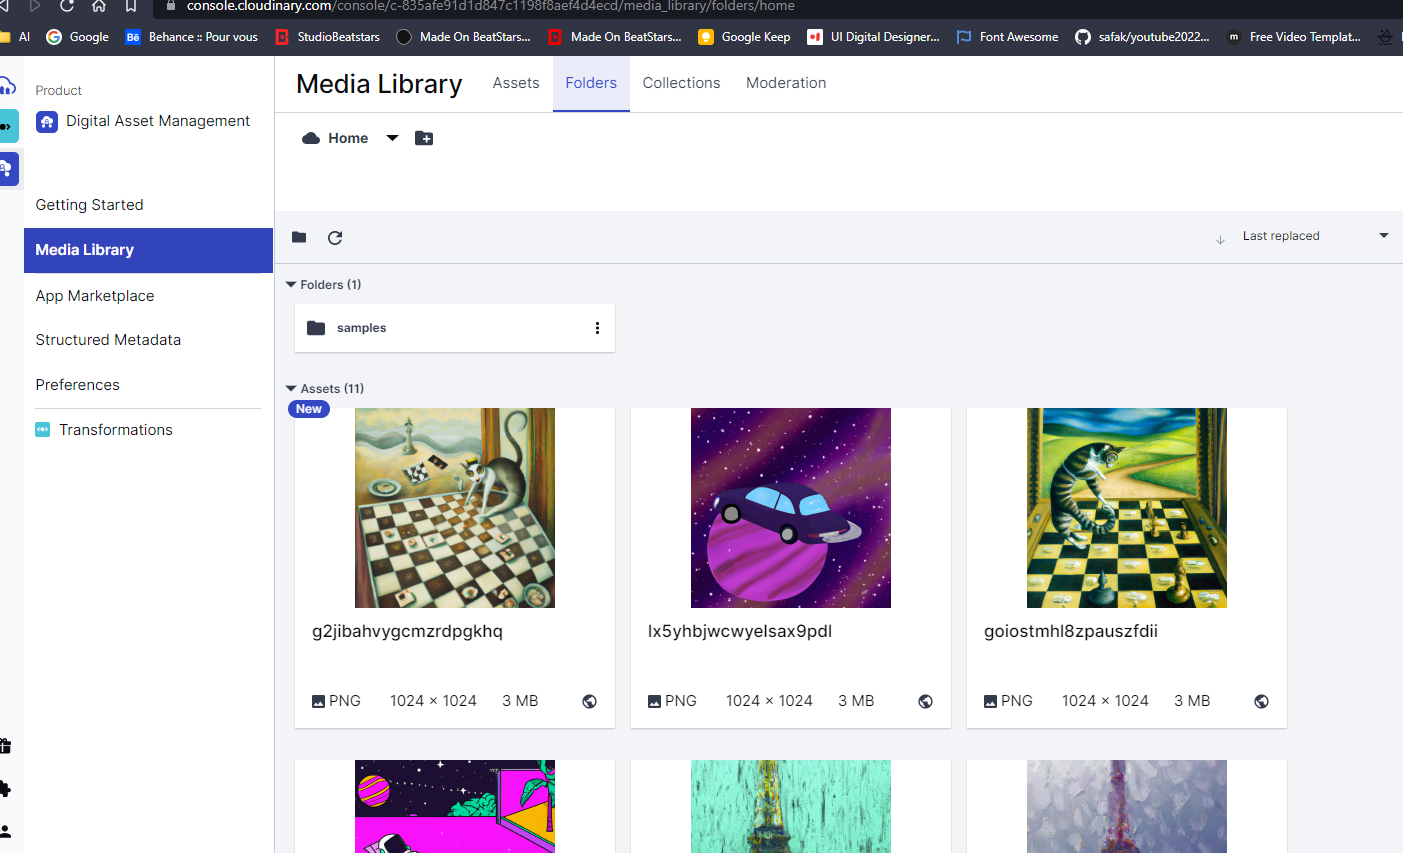 console.cloudinary.com/console/c-835afe91d1d847c1198f8aef4d4ecd/media_library/folders/home
AI
Google
Behance :: Pour vous
StudioBeatstars
Made On BeatStars...
Made On BeatStars...
Google Keep
UI Digital Designer...
Font Awesome
safak/youtube2022...
Free Video Templat...
Product
Digital Asset Management
Getting Started
Media Library
App Marketplace
Structured Metadata
Preferences
Transformations
Media Library
Assets
Folders
Collections
Moderation
Home
Last replaced
Folders (1)
samples
Assets (11)
New
g2jibahvygcmzrdpgkhq
lx5yhbjwcwyelsax9pdl
goiostmhl8zpauszfdii
PNG 1024 × 1024 3 MB
PNG 1024 × 1024 3 MB
PNG 1024 × 1024 3 MB